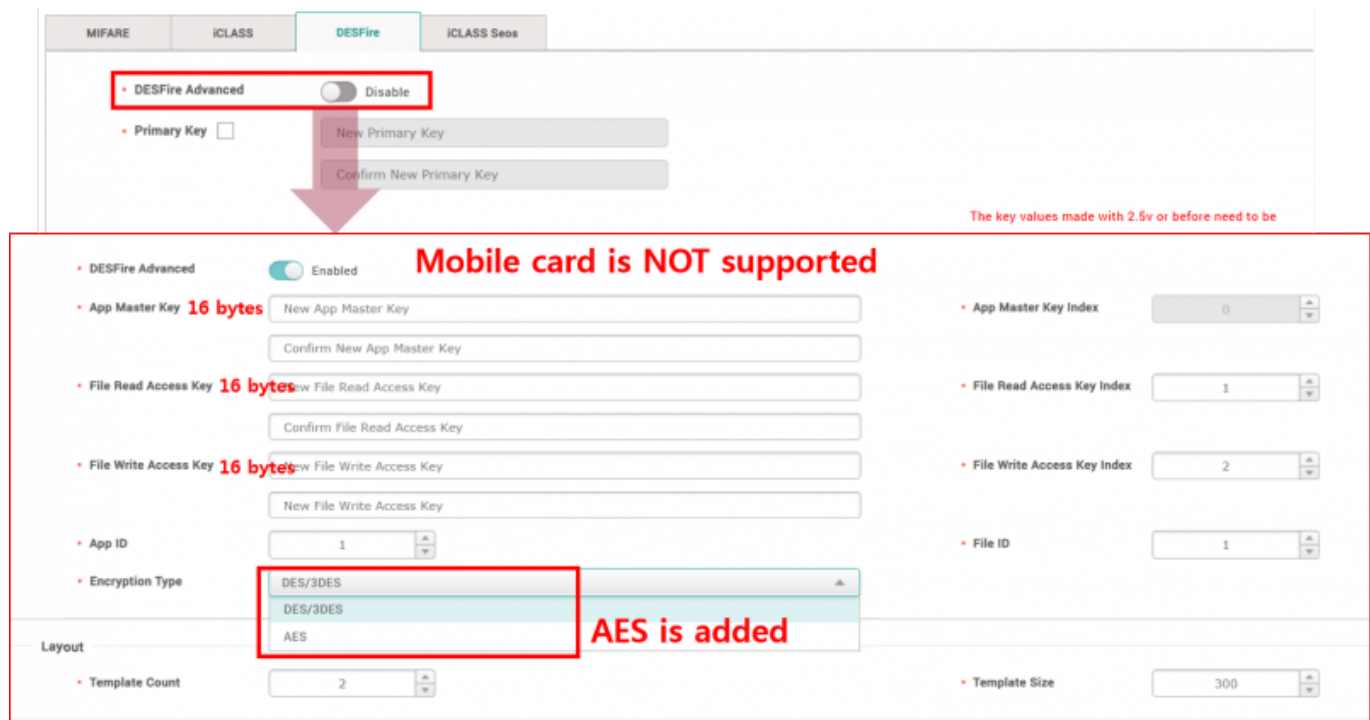 MIFARE iCLASS DESFire iCLASS Seos
• DESFire Advanced Disable
• Primary Key New Primary Key
Confirm New Primary Key
The key values made with 2.5v or before need to be
• DESFire Advanced Enabled Mobile card is NOT supported
• App Master Key 16 bytes New App Master Key • App Master Key Index 0
Confirm New App Master Key
• File Read Access Key 16 bytes New File Read Access Key • File Read Access Key Index 1
Confirm File Read Access Key
• File Write Access Key 16 bytes New File Write Access Key • File Write Access Key Index 2
New File Write Access Key
• App ID 1 • File ID 1
• Encryption Type DES/3DES
DES/3DES
AES AES is added
Layout
• Template Count 2 • Template Size 300